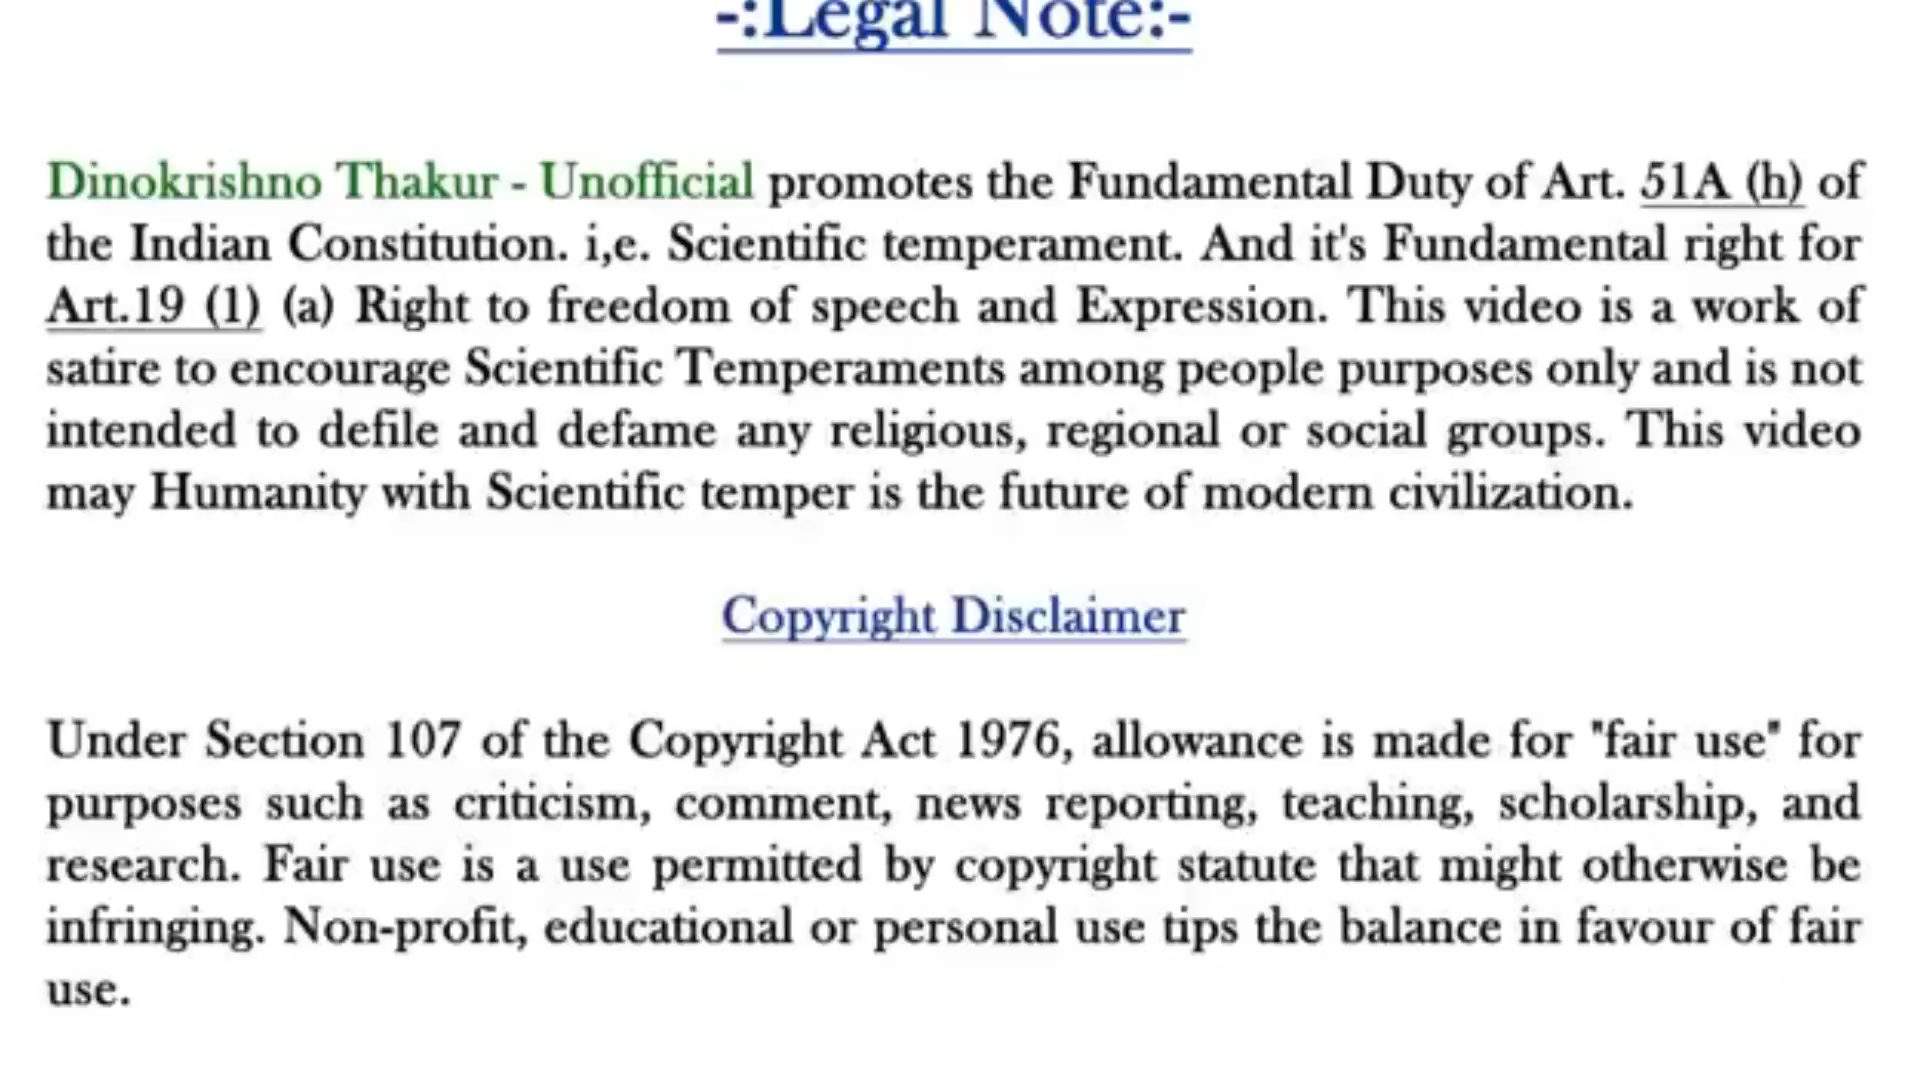 -:Legal Note:-
Dinokrishno Thakur - Unofficial promotes the Fundamental Duty of Art. 51A (h) of
the Indian Constitution. i,e. Scientific temperament. And it's Fundamental right for
Art.19 (1) (a) Right to freedom of speech and Expression. This video is a work of
satire to encourage Scientific Temperaments among people purposes only and is not
intended to defile and defame any religious, regional or social groups. This video
may Humanity with Scientific temper is the future of modern civilization.
Copyright Disclaimer
Under Section 107 of the Copyright Act 1976, allowance is made for "fair use" for
purposes such as criticism, comment, news reporting, teaching, scholarship, and
research. Fair use is a use permitted by copyright statute that might otherwise be
infringing. Non-profit, educational or personal use tips the balance in favour of fair
use.